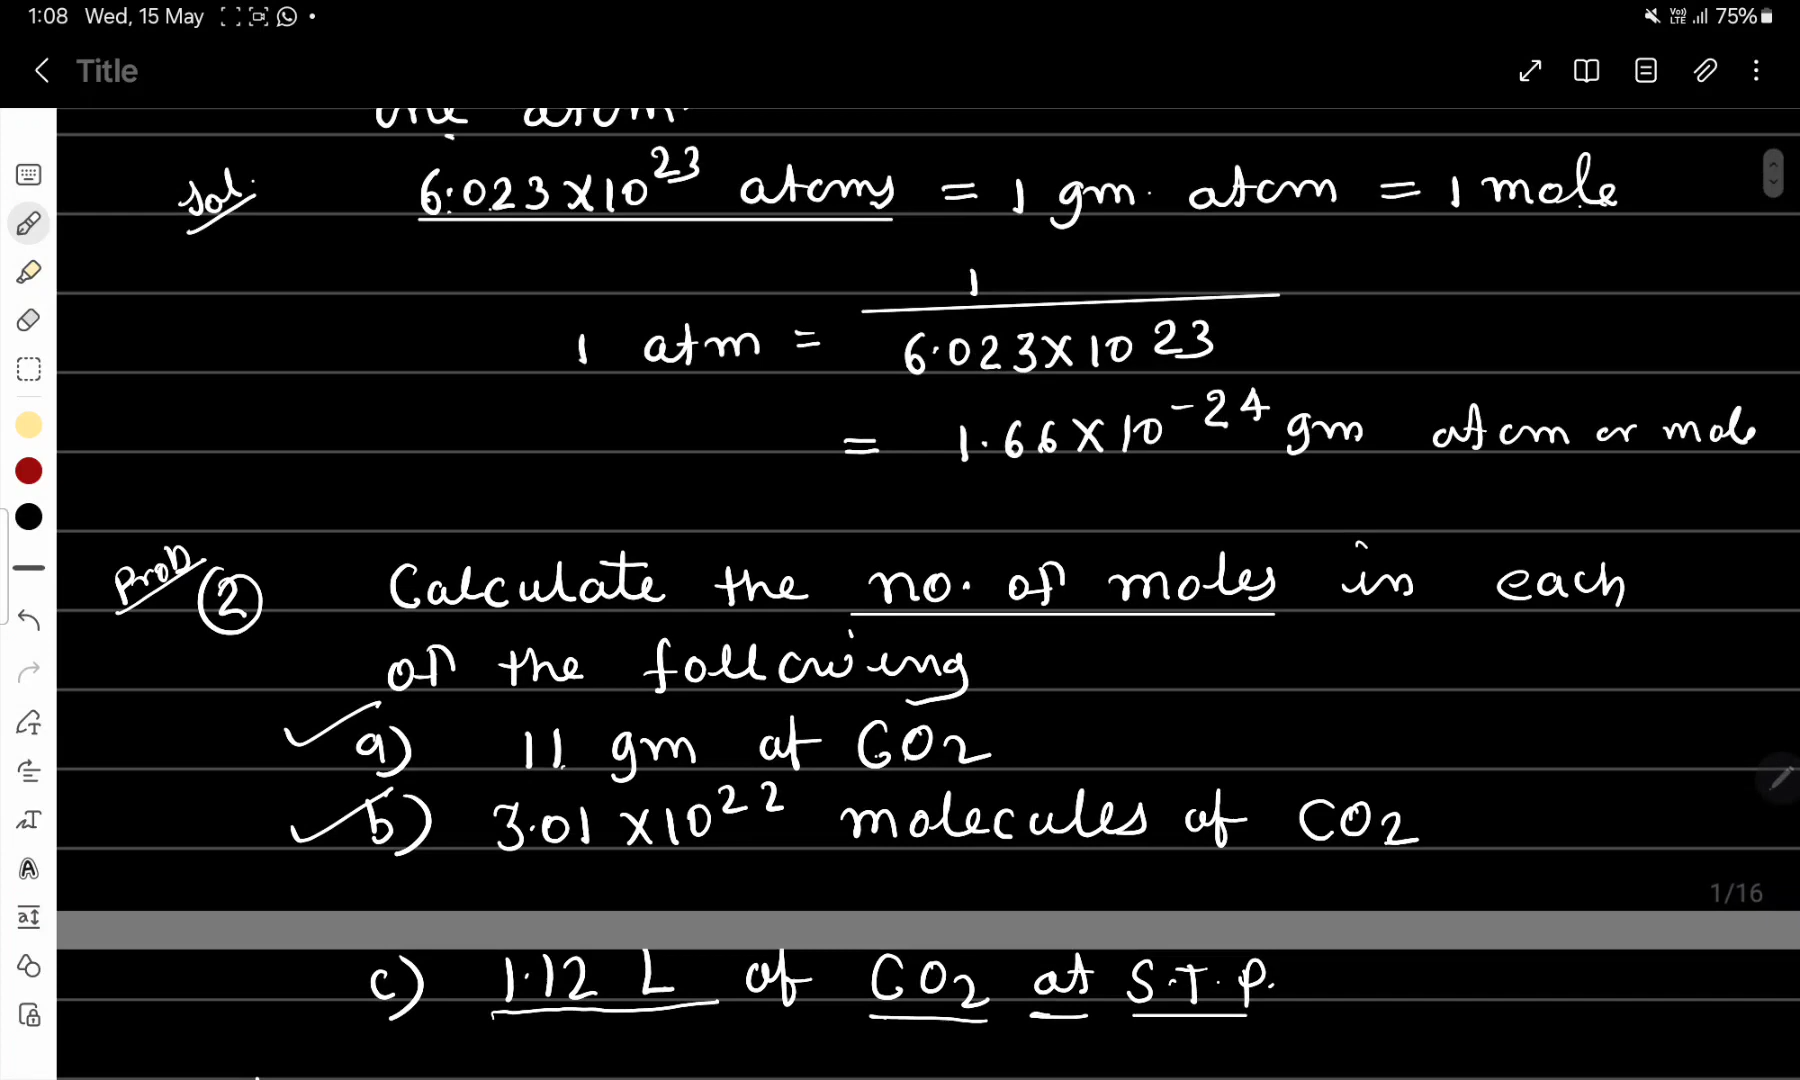 1:08 Wed, 15 May
75%
Title
one atom.
Sol:
6.023 x 10^23 atoms = 1 gm. atom = 1 mole
1
1 atm = 6.023 x 10 23
= 1.66 x 10^-24 gm atom or mole
Prob 2 Calculate the no. of moles in each
of the following
a) 11 gm of CO2
b) 3.01 x 10^22 molecules of CO2
1/16
c) 1.12 L of CO2 at S.T.P.